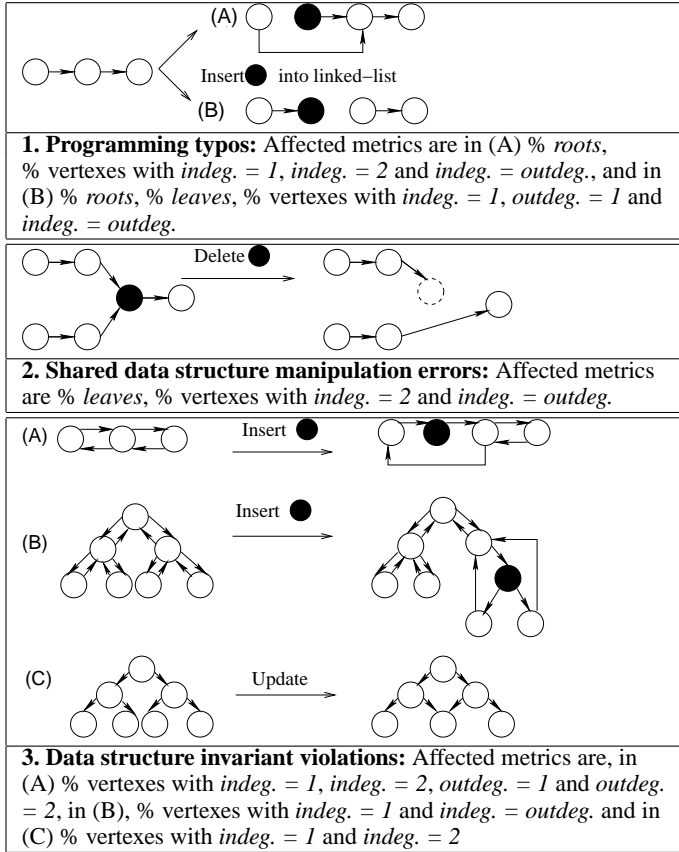 (A)
Insert into linked-list
(B)
1. Programming typos: Affected metrics are in (A) % roots,
% vertexes with indeg. = 1, indeg. = 2 and indeg. = outdeg., and in
(B) % roots, % leaves, % vertexes with indeg. = 1, outdeg. = 1 and
indeg. = outdeg.
Delete
2. Shared data structure manipulation errors: Affected metrics
are % leaves, % vertexes with indeg. = 2 and indeg. = outdeg.
(A) Insert
Insert
(B)
(C) Update
3. Data structure invariant violations: Affected metrics are, in
(A) % vertexes with indeg. = 1, indeg. = 2, outdeg. = 1 and outdeg.
= 2, in (B), % vertexes with indeg. = 1 and indeg. = outdeg. and in
(C) % vertexes with indeg. = 1 and indeg. = 2